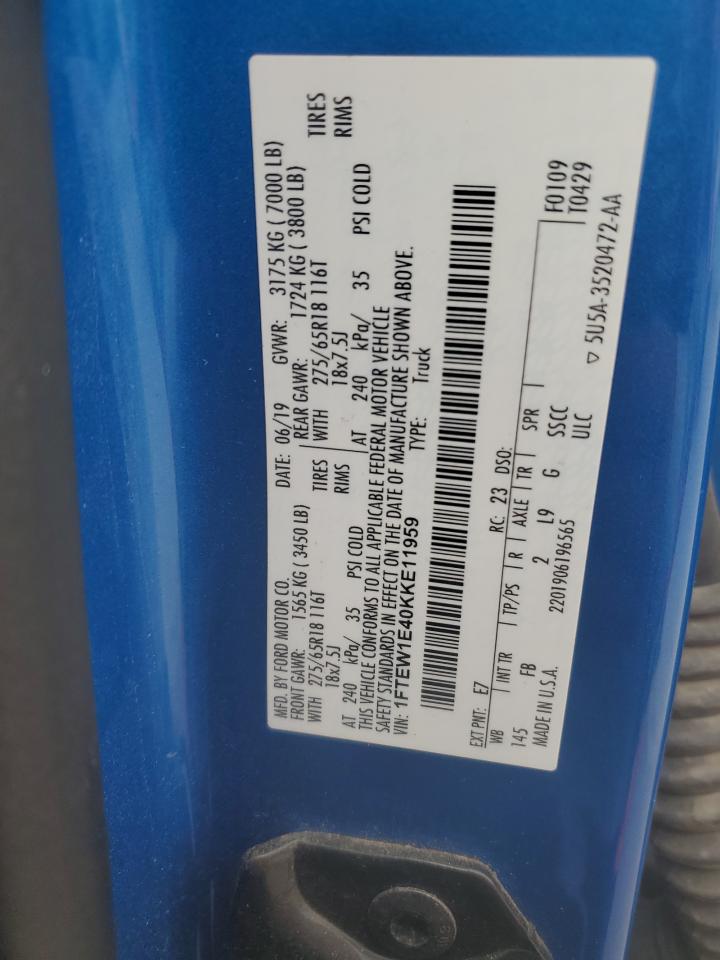 MFD. BY FORD MOTOR CO.
DATE: 06/19 GVWR: 3175 KG ( 7000 LB)
FRONT GAWR: 1565 KG ( 3450 LB) REAR GAWR: 1724 KG ( 3800 LB)
WITH 275/65R18 116T TIRES WITH 275/65R18 116T TIRES
18x7.5J RIMS 18x7.5J RIMS
AT 240 kPa/ 35 PSI COLD AT 240 kPa/ 35 PSI COLD
THIS VEHICLE CONFORMS TO ALL APPLICABLE FEDERAL MOTOR VEHICLE
SAFETY STANDARDS IN EFFECT ON THE DATE OF MANUFACTURE SHOWN ABOVE.
VIN: 1FTEW1E40KKE11959 TYPE: Truck
EXT PNT: E7 RC: 23 DSO: F0109
T0429
WB INT TR TP/PS R AXLE TR SPR
145 FB 2 L9 G SSCC
MADE IN U.S.A. 2201906196565 ULC
▽ 5U5A-3520472-AA